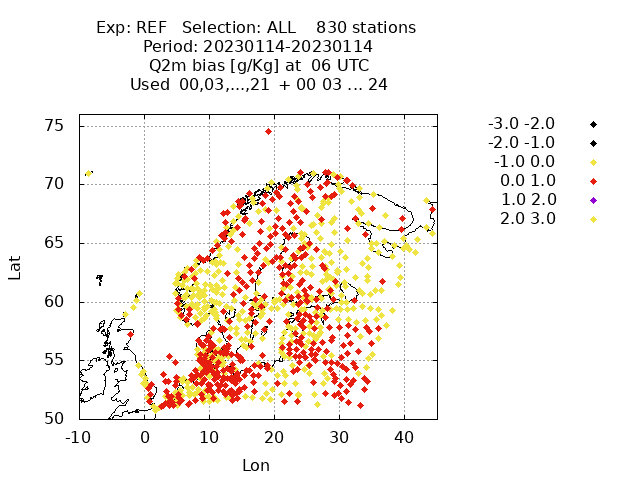 Exp: REF   Selection: ALL    830 stations
Period: 20230114-20230114
Q2m bias [g/Kg] at  06 UTC
Used  00,03,...,21  + 00 03 ... 24
-3.0 -2.0
-2.0 -1.0
-1.0 0.0
0.0 1.0
1.0 2.0
2.0 3.0
75
70
65
60
55
50
Lat
-10 0 10 20 30 40
Lon